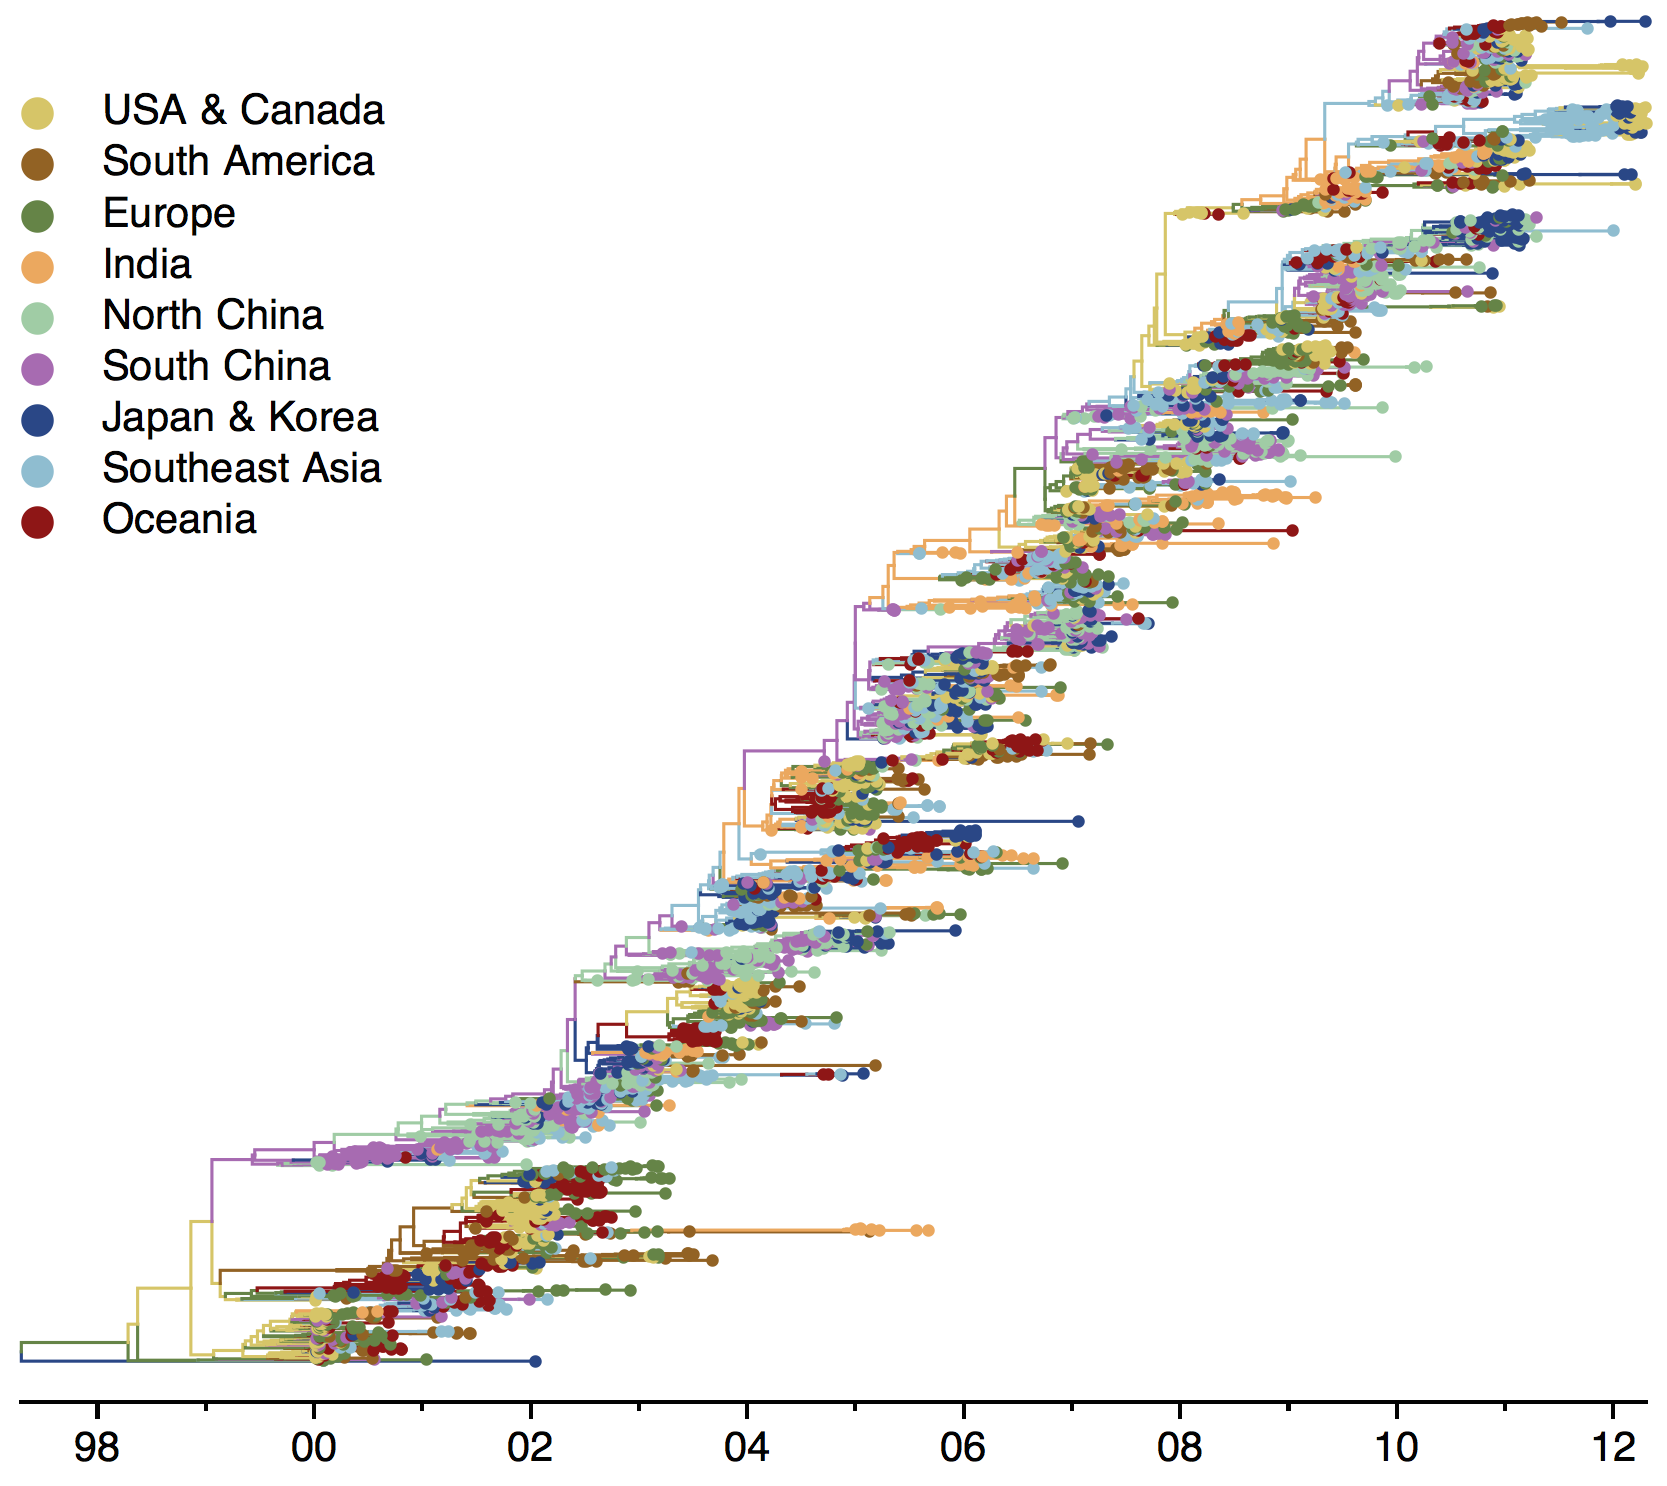 USA & Canada
South America
Europe
India
North China
South China
Japan & Korea
Southeast Asia
Oceania
98 00 02 04 06 08 10 12